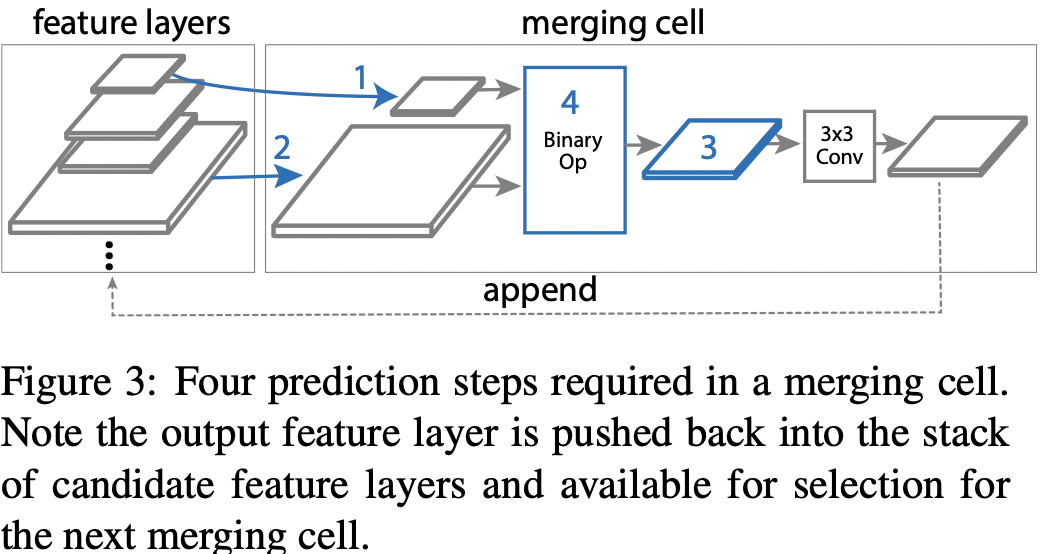 feature layers
merging cell
1
2
4
Binary
Op
3
3x3
Conv
append
Figure 3: Four prediction steps required in a merging cell.
Note the output feature layer is pushed back into the stack
of candidate feature layers and available for selection for
the next merging cell.